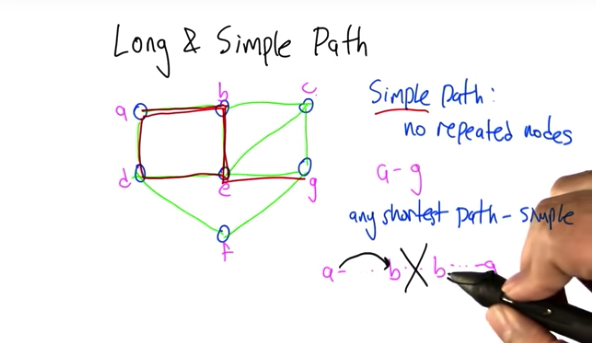 Long & Simple Path
a
b
c
d
e
g
f
Simple path:
no repeated nodes
a-g
any shortest path - simple
a- .. b .. b ... g